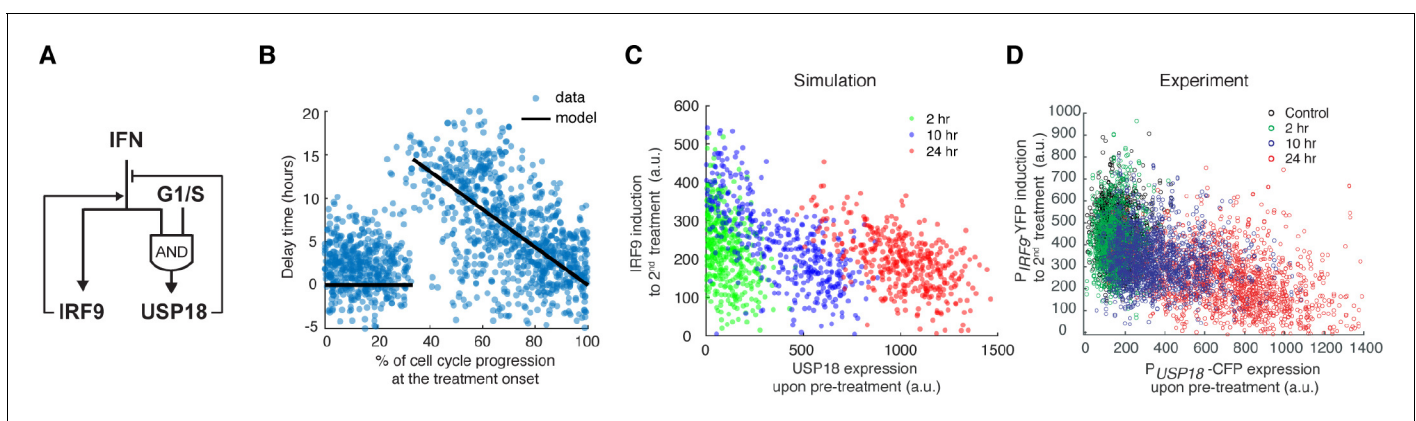 A
IFN
G1/S
AND
IRF9
USP18
B
data
model
Delay time (hours)
20
15
10
5
0
-5
0
20
40
60
80
100
% of cell cycle progression
at the treatment onset
C
Simulation
2 hr
10 hr
24 hr
IRF9 induction
to 2nd treatment (a.u.)
600
500
400
300
200
100
0
0
500
1000
1500
USP18 expression
upon pre-treatment (a.u.)
D
Experiment
Control
2 hr
10 hr
24 hr
PIRF9-YFP induction
to 2nd treatment (a.u.)
1000
900
800
700
600
500
400
300
200
100
0
0
200
400
600
800
1000
1200
1400
PUSP18-CFP expression
upon pre-treatment (a.u.)